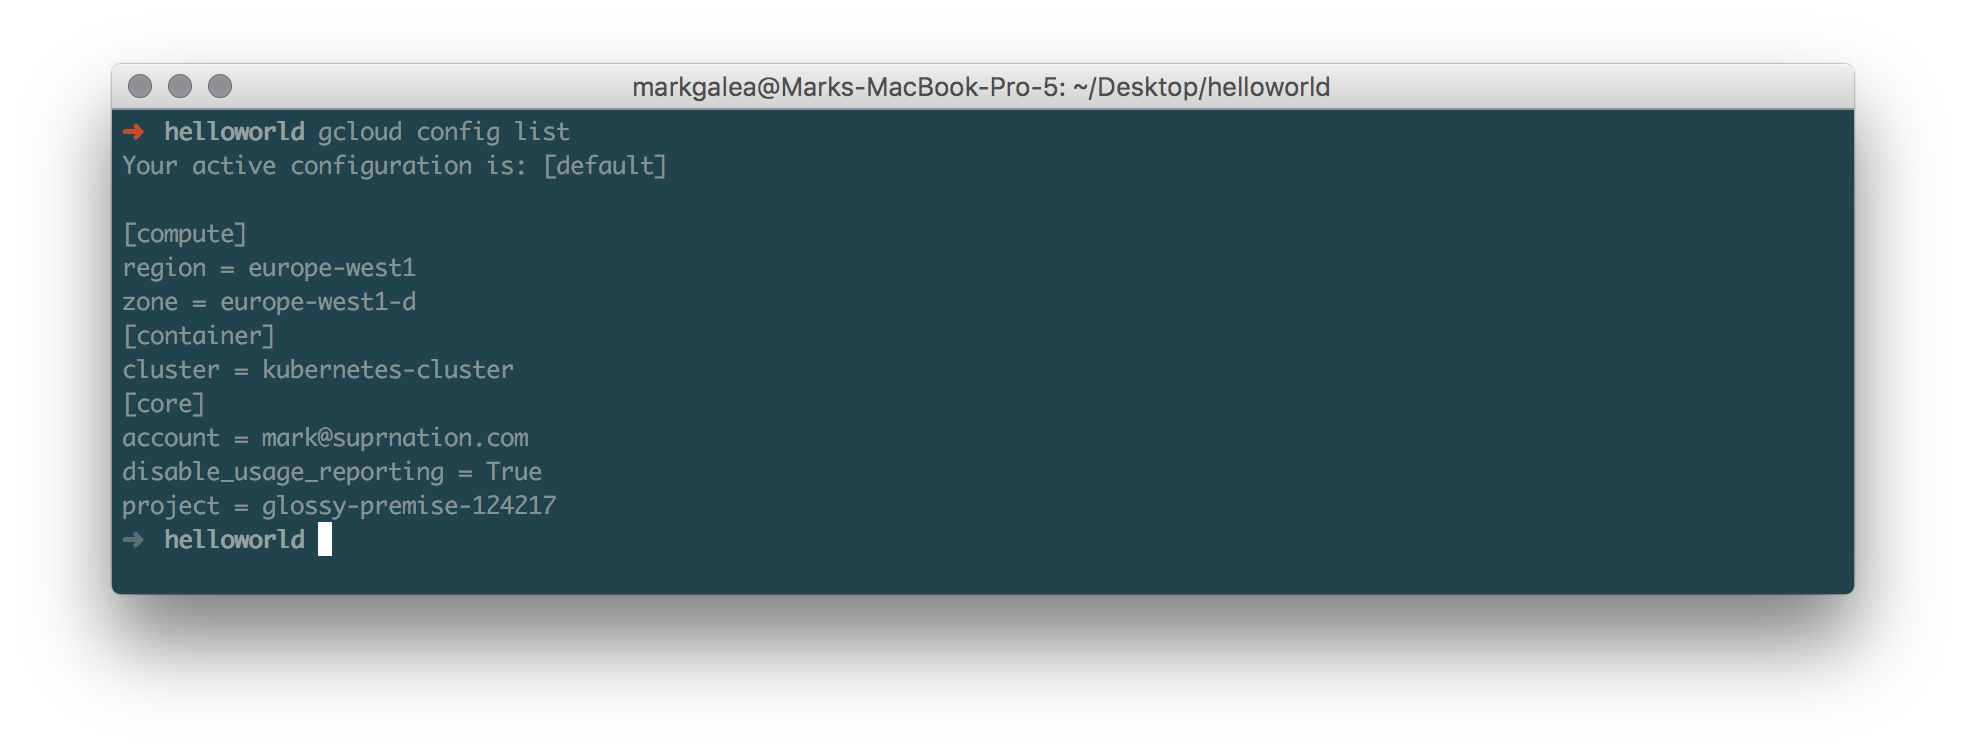 markgalea@Marks-MacBook-Pro-5: ~/Desktop/helloworld
➜ helloworld gcloud config list
Your active configuration is: [default]
[compute]
region = europe-west1
zone = europe-west1-d
[container]
cluster = kubernetes-cluster
[core]
account = mark@suprnation.com
disable_usage_reporting = True
project = glossy-premise-124217
➜ helloworld